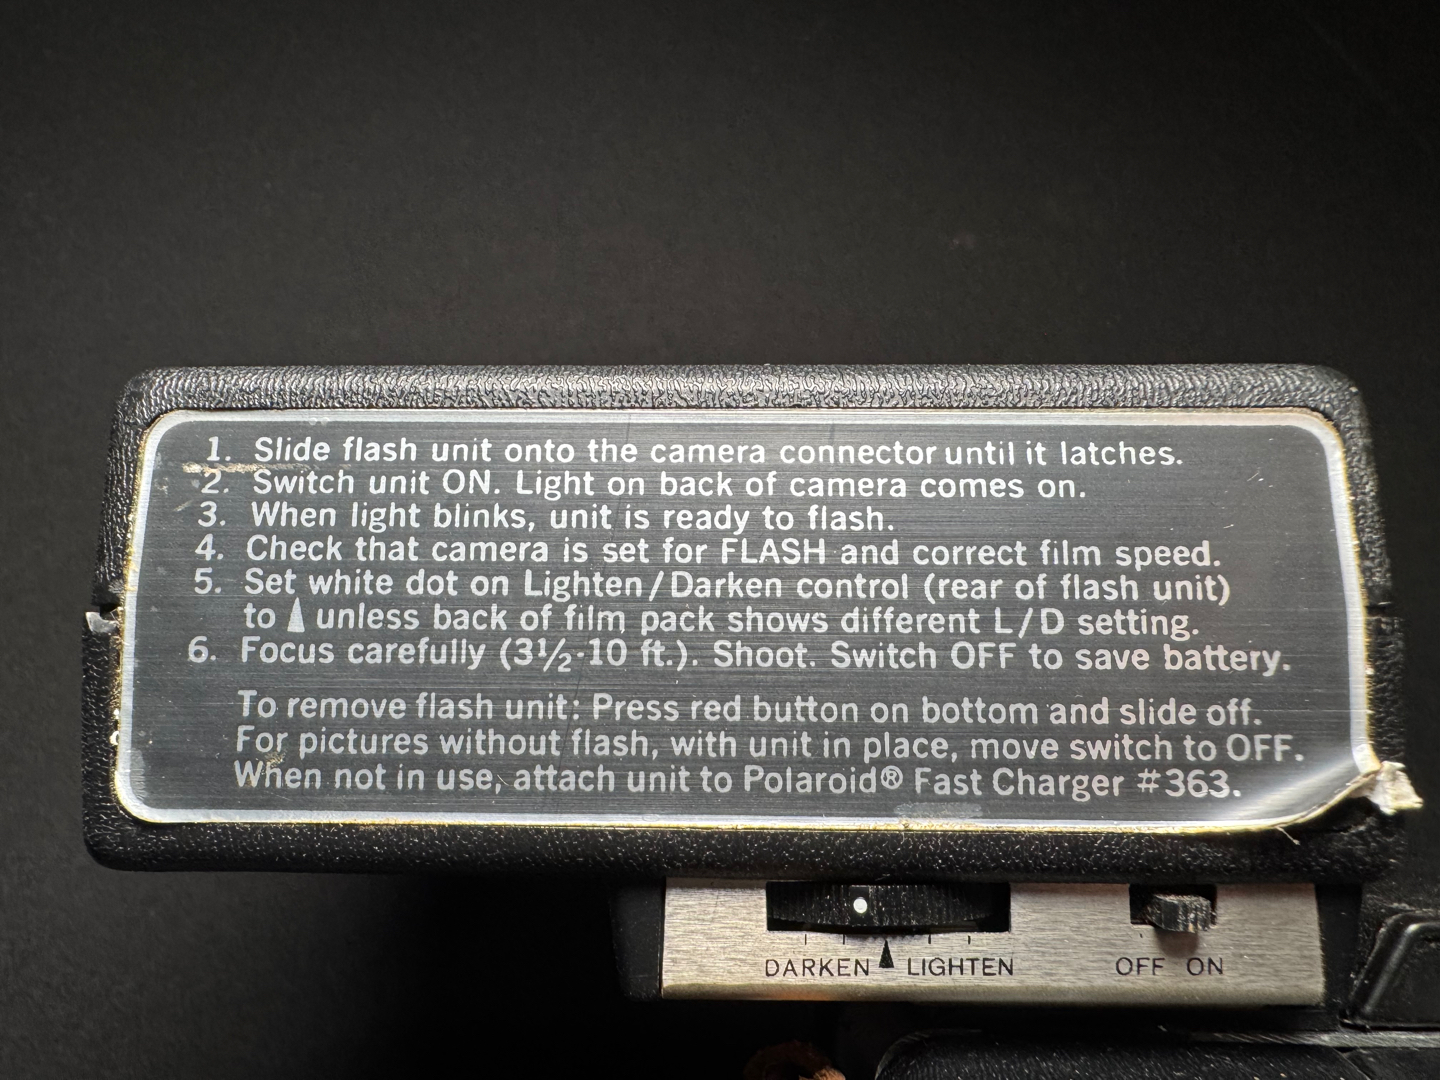 1. Slide flash unit onto the camera connector until it latches.
2. Switch unit ON. Light on back of camera comes on.
3. When light blinks, unit is ready to flash.
4. Check that camera is set for FLASH and correct film speed.
5. Set white dot on Lighten/Darken control (rear of flash unit)
to ▲ unless back of film pack shows different L/D setting.
6. Focus carefully (3½-10 ft.). Shoot. Switch OFF to save battery.
To remove flash unit: Press red button on bottom and slide off.
For pictures without flash, with unit in place, move switch to OFF.
When not in use, attach unit to Polaroid® Fast Charger #363.
DARKEN ▲ LIGHTEN OFF ON